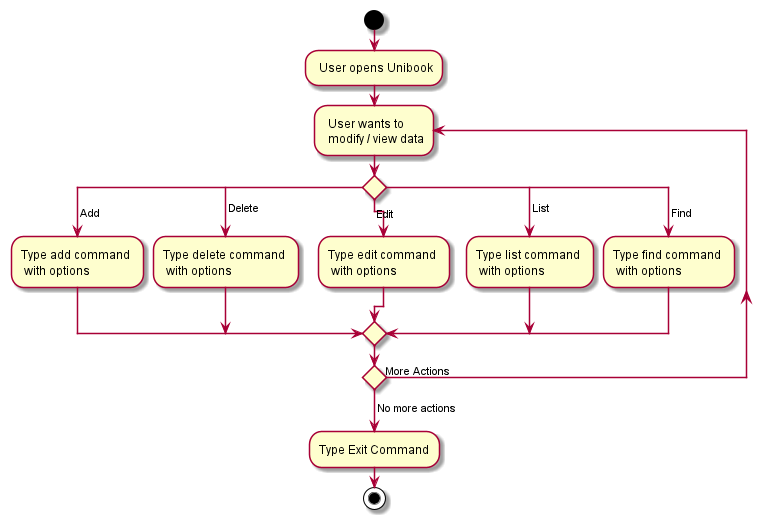 User opens Unibook
User wants to
modify / view data
Add
Delete
Edit
List
Find
Type add command
with options
Type delete command
with options
Type edit command
with options
Type list command
with options
Type find command
with options
More Actions
No more actions
Type Exit Command